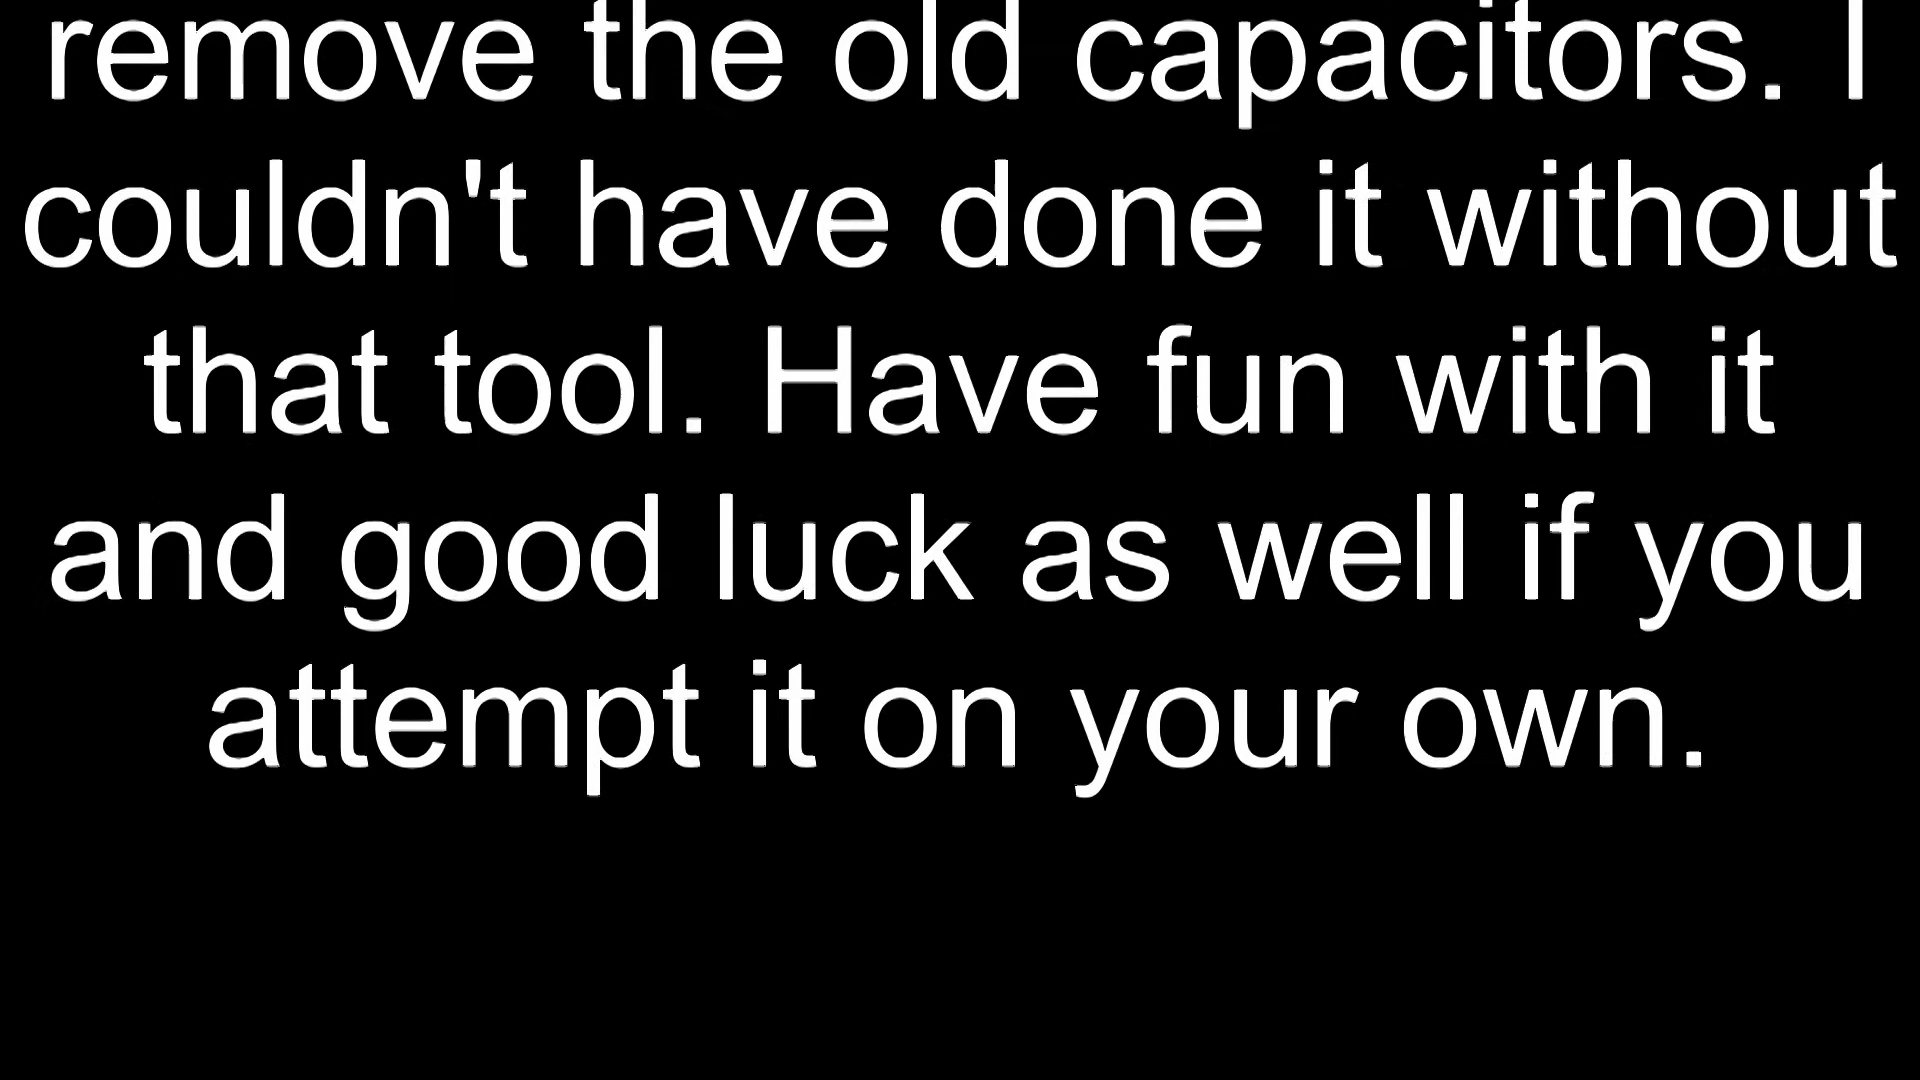 remove the old capacitors. I
couldn't have done it without
that tool. Have fun with it
and good luck as well if you
attempt it on your own.